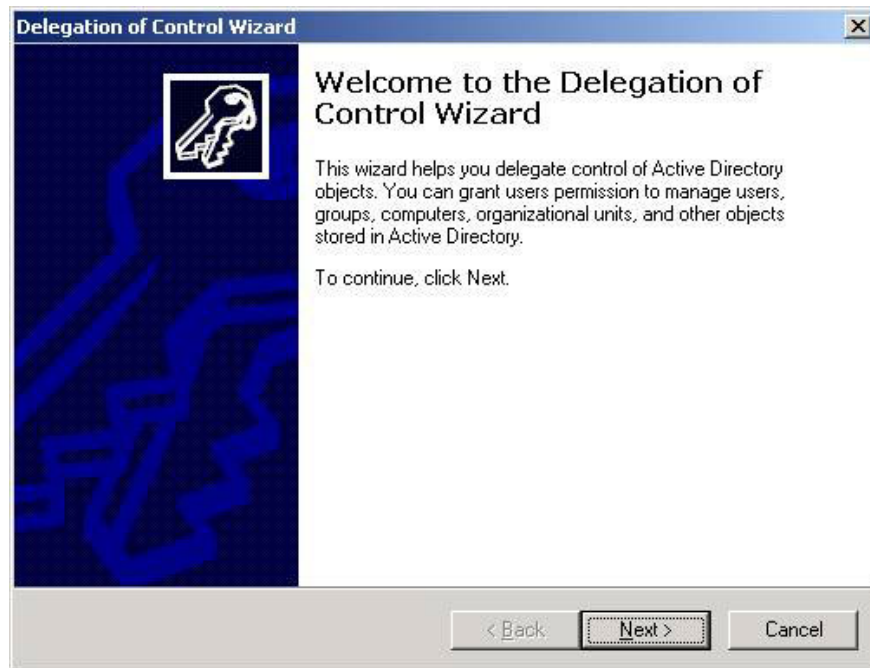 Delegation of Control Wizard
Welcome to the Delegation of
Control Wizard
This wizard helps you delegate control of Active Directory
objects. You can grant users permission to manage users,
groups, computers, organizational units, and other objects
stored in Active Directory.
To continue, click Next.
< Back Next > Cancel